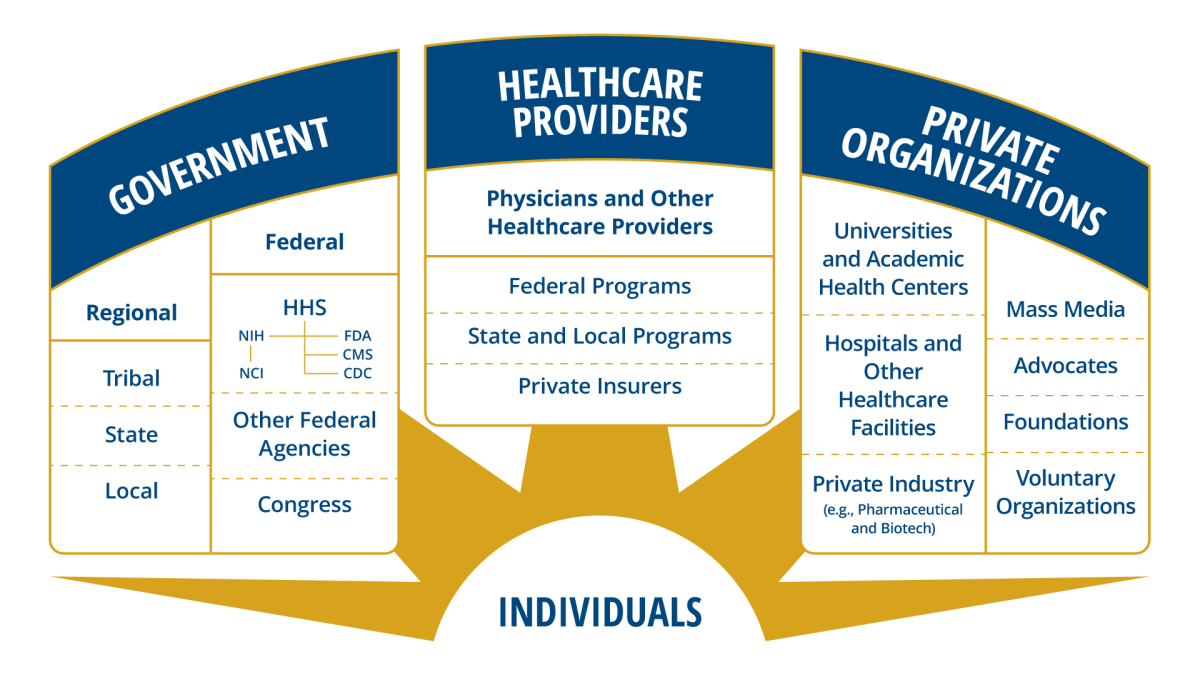 GOVERNMENT
Regional
Tribal
State
Local
Federal
HHS
NIH
FDA
CMS
NCI
CDC
Other Federal
Agencies
Congress
HEALTHCARE
PROVIDERS
Physicians and Other
Healthcare Providers
Federal Programs
State and Local Programs
Private Insurers
PRIVATE
ORGANIZATIONS
Universities
and Academic
Health Centers
Hospitals and
Other
Healthcare
Facilities
Private Industry
(e.g., Pharmaceutical
and Biotech)
Mass Media
Advocates
Foundations
Voluntary
Organizations
INDIVIDUALS